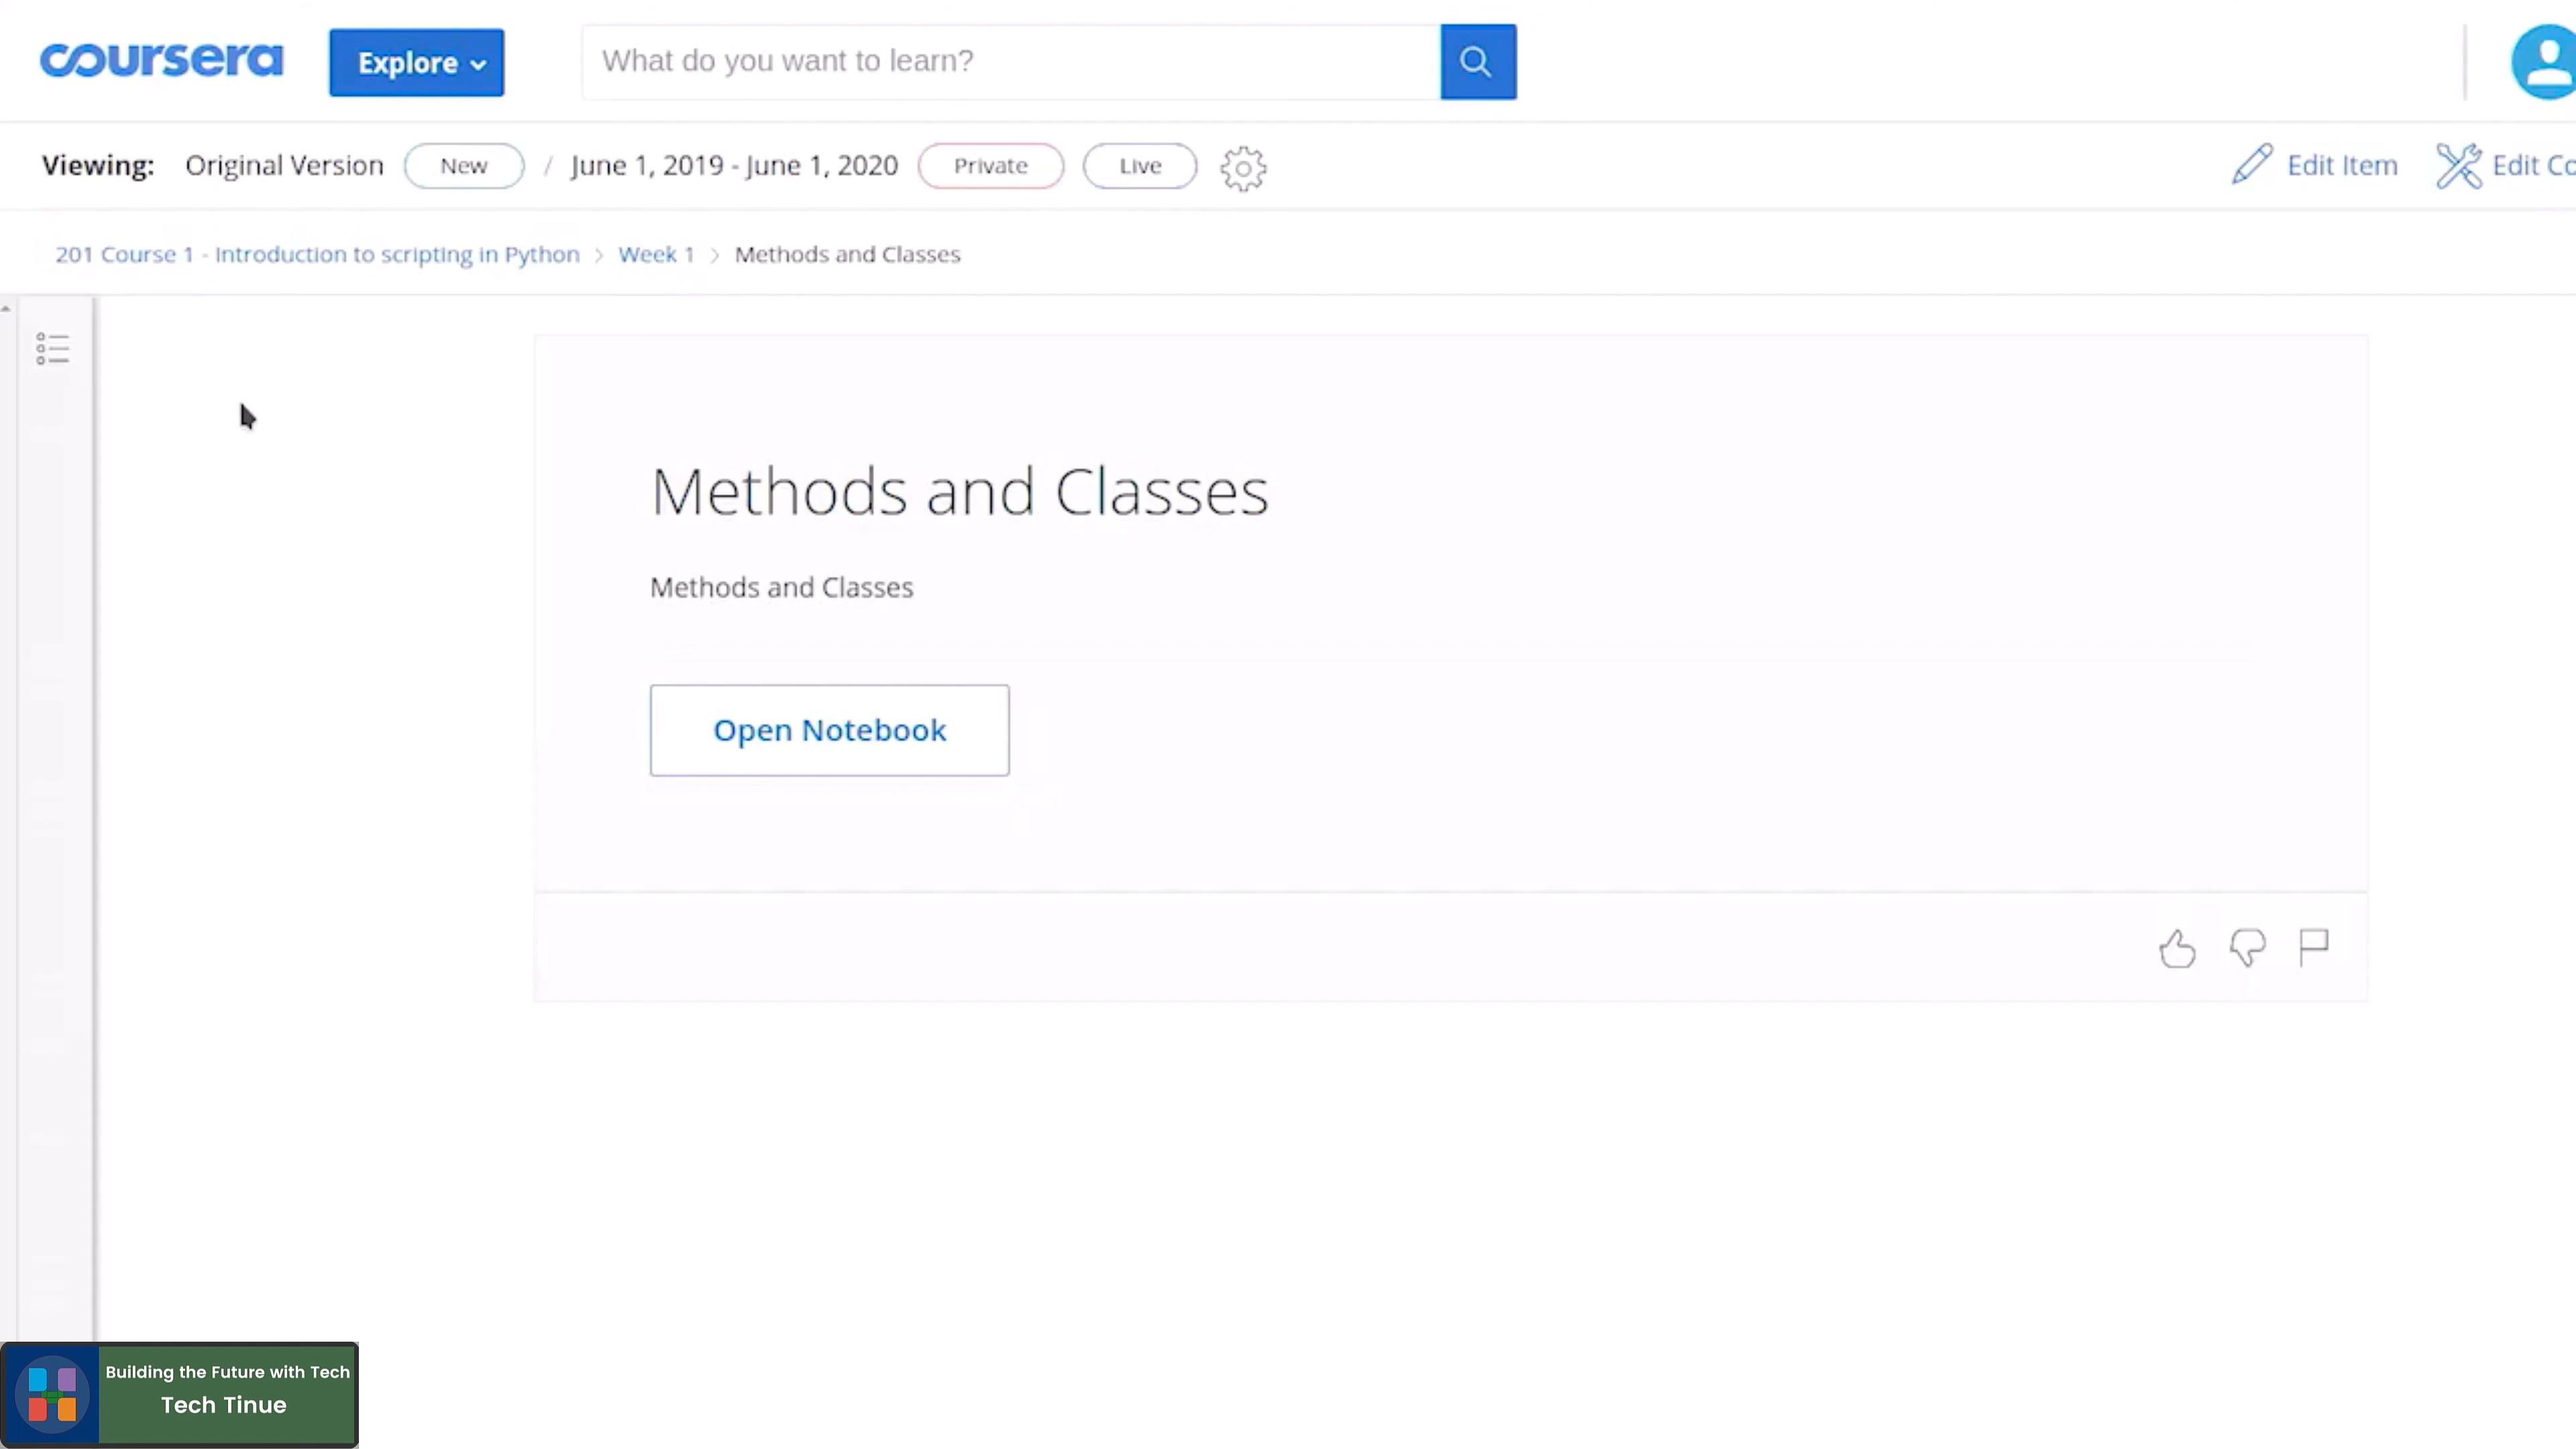 coursera
Explore
What do you want to learn?
Viewing: Original Version New / June 1, 2019 - June 1, 2020 Private Live
Edit Item
Edit Co
201 Course 1 - Introduction to scripting in Python > Week 1 > Methods and Classes
Methods and Classes
Methods and Classes
Open Notebook
Building the Future with Tech
Tech Tinue